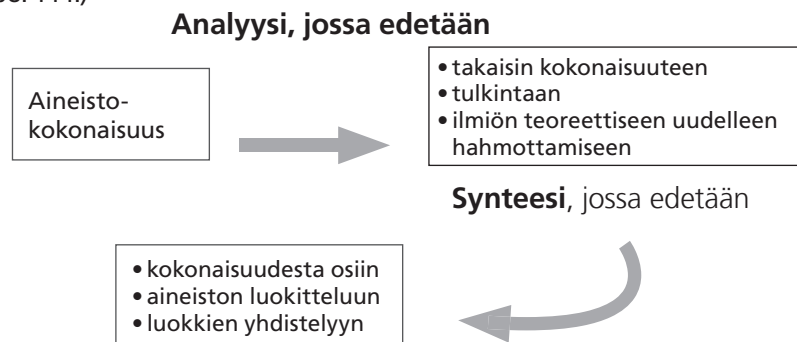 Analyysi, jossa edetään
Aineisto-
kokonaisuus
• takaisin kokonaisuuteen
• tulkintaan
• ilmiön teoreettiseen uudelleen
hahmottamiseen
Synteesi, jossa edetään
• kokonaisuudesta osiin
• aineiston luokitteluun
• luokkien yhdistelyyn